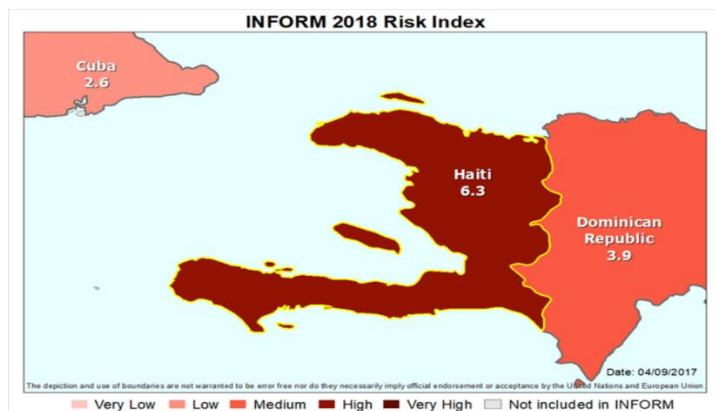 INFORM 2018 Risk Index
Cuba
2.6
Haiti
6.3
Dominican
Republic
3.9
Date: 04/09/2017
The depiction and use of boundaries are not warranted to be error free nor do they necessarily imply official endorsement or acceptance by the United Nations and European Union.
Very Low Low Medium High Very High Not included in INFORM